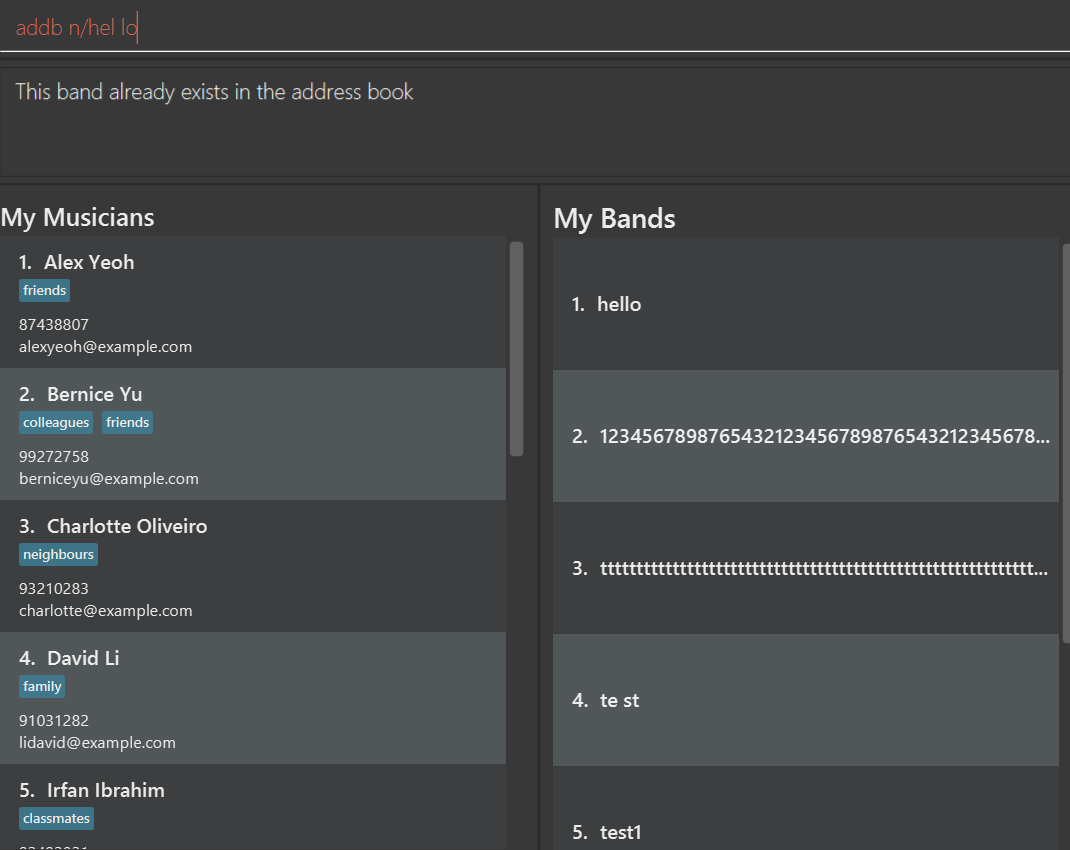 addb n/hel lo
This band already exists in the address book
My Musicians
1. Alex Yeoh
friends
87438807
alexyeoh@example.com
2. Bernice Yu
colleagues friends
99272758
berniceyu@example.com
3. Charlotte Oliveiro
neighbours
93210283
charlotte@example.com
4. David Li
family
91031282
lidavid@example.com
5. Irfan Ibrahim
classmates
My Bands
1. hello
2. 1234567898765432123456789876543212345678...
3.
4. te st
5. test1